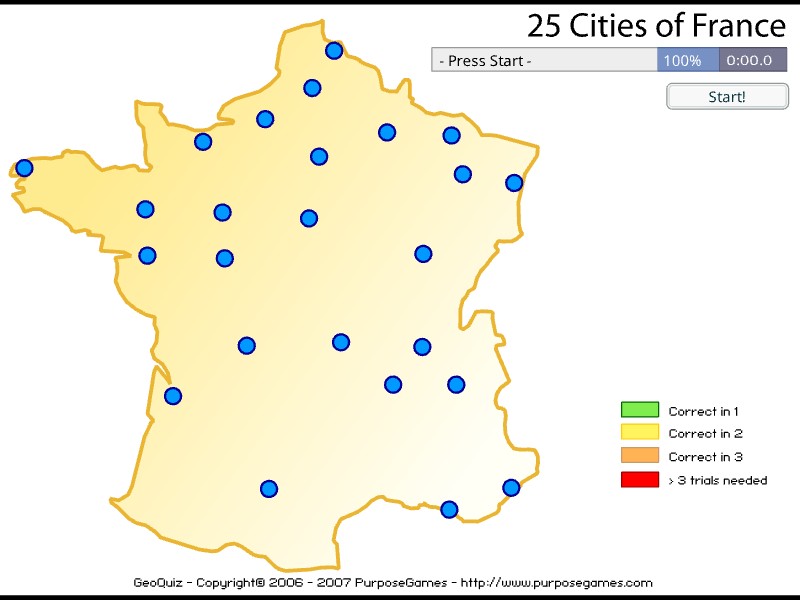 25 Cities of France
- Press Start - 100% 0:00.0
Start!
Correct in 1
Correct in 2
Correct in 3
> 3 trials needed
GeoQuiz - Copyright© 2006 - 2007 PurposeGames - http://www.purposegames.com